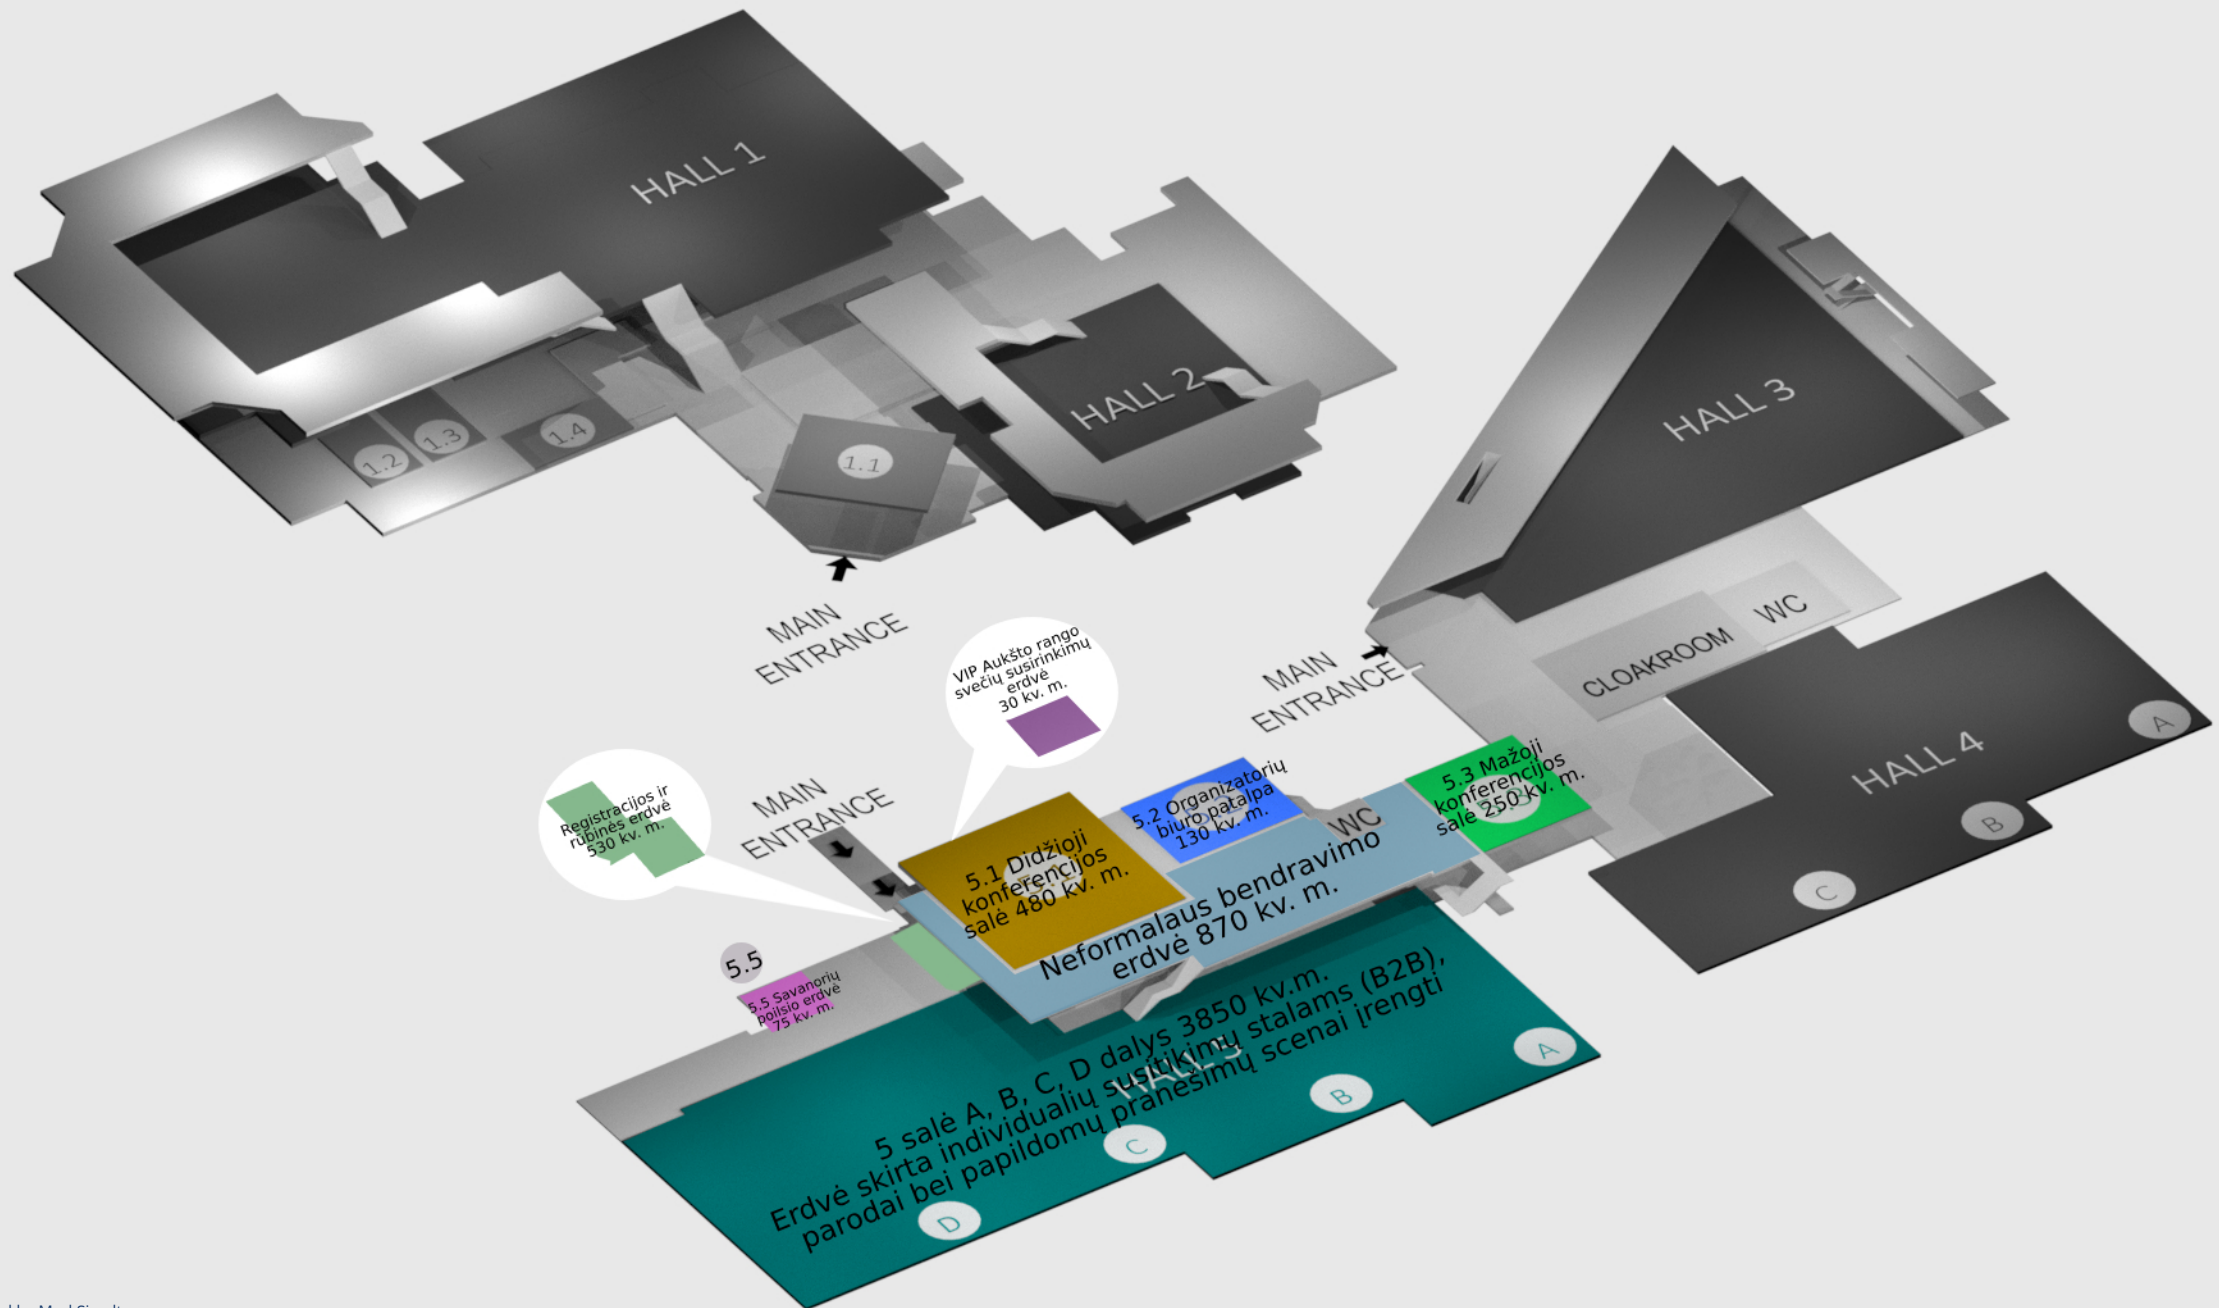 HALL 1
HALL 2
HALL 3
1.2
1.3
1.4
1.1
MAIN
ENTRANCE
WC
CLOAKROOM
MAIN
ENTRANCE
HALL 4
A
B
C
VIP Aukšto rango
svečių susirinkimų
erdvė
30 kv. m.
Registracijos ir
rūbinės erdvė
530 kv. m.
MAIN
ENTRANCE
5.1 Didžioji
konferencijos
salė 480 kv. m.
5.2 Organizatorių
biuro patalpa
130 kv. m.
WC
5.3 Mažoji
konferencijos
salė 250 kv. m.
Neformalaus bendravimo
erdvė 870 kv. m.
5.5
5.5 Savanorių
poilsio erdvė
75 kv. m.
5 salė A, B, C, D dalys 3850 kv.m.
Erdvė skirta individualių susitikimų stalams (B2B),
parodai bei papildomų pranešimų scenai įrengti
HALL 5
A
B
C
D